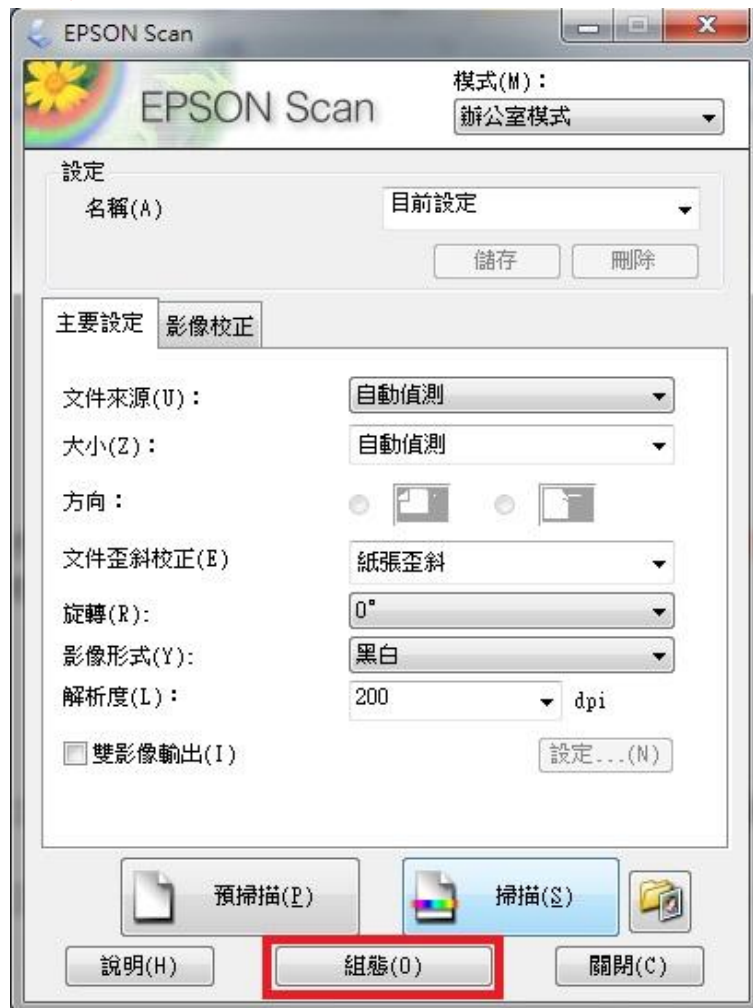 EPSON Scan
EPSON Scan
模式(M)：
辦公室模式
設定
名稱(A)
目前設定
儲存
刪除
主要設定
影像校正
文件來源(U)：
自動偵測
大小(Z)：
自動偵測
方向：
文件歪斜校正(E)
紙張歪斜
旋轉(R):
0°
影像形式(Y):
黑白
解析度(L)：
200
dpi
雙影像輸出(I)
設定...(N)
預掃描(P)
掃描(S)
說明(H)
組態(O)
關閉(C)